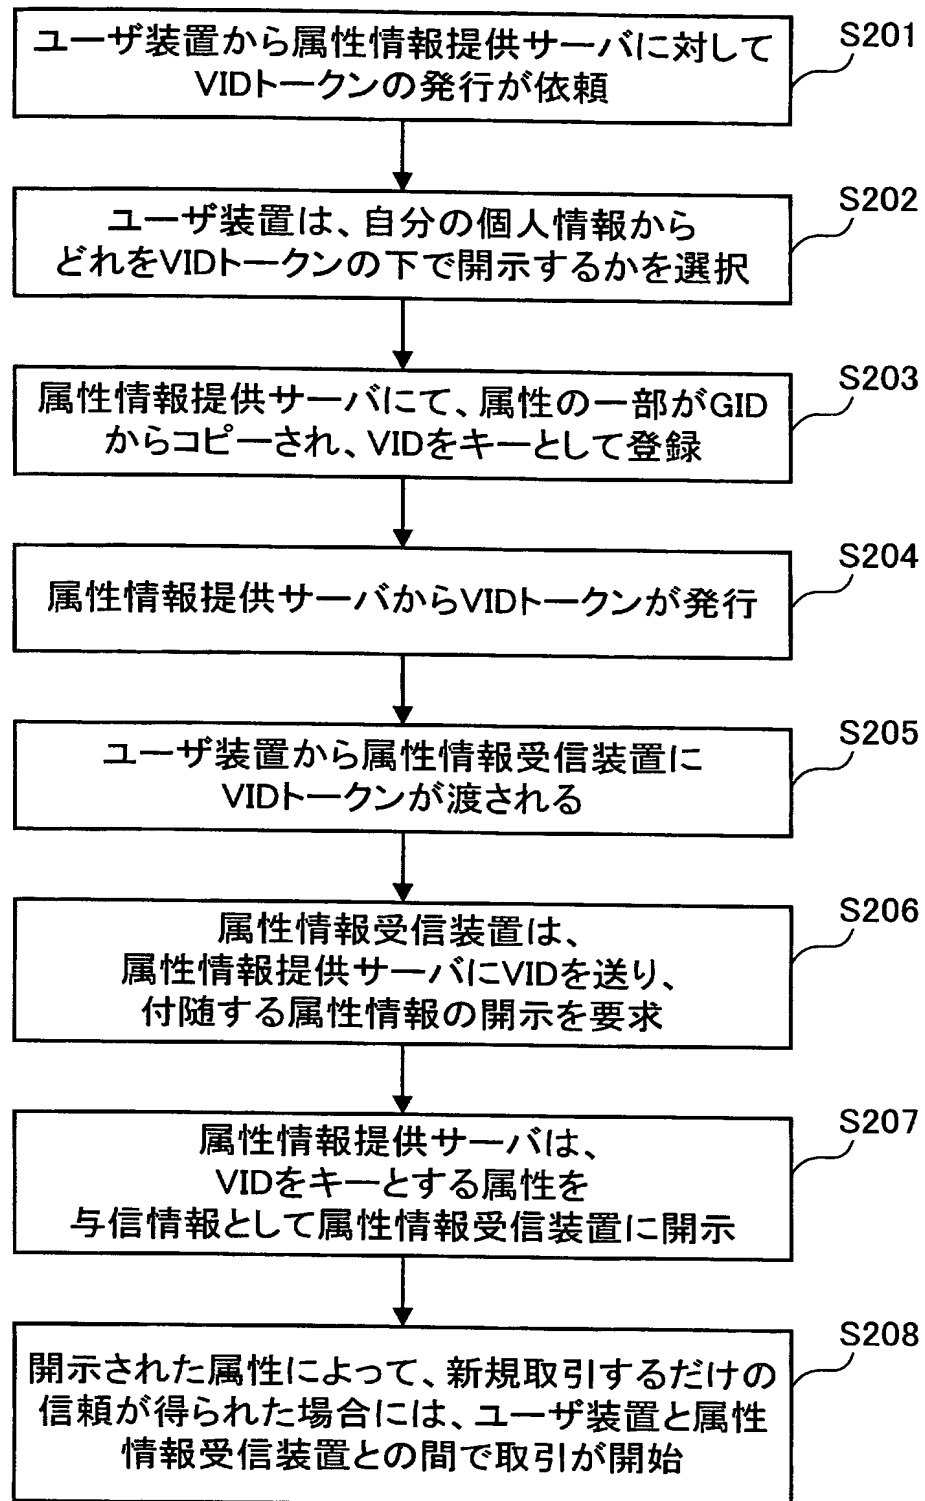 ユーザ装置から属性情報提供サーバに対して
VIDトークンの発行が依頼
S201
ユーザ装置は、自分の個人情報から
どれをVIDトークンの下で開示するかを選択
S202
属性情報提供サーバにて、属性の一部がGID
からコピーされ、VIDをキーとして登録
S203
属性情報提供サーバからVIDトークンが発行
S204
ユーザ装置から属性情報受信装置に
VIDトークンが渡される
S205
属性情報受信装置は、
属性情報提供サーバにVIDを送り、
付随する属性情報の開示を要求
S206
属性情報提供サーバは、
VIDをキーとする属性を
与信情報として属性情報受信装置に開示
S207
開示された属性によって、新規取引するだけの
信頼が得られた場合には、ユーザ装置と属性
情報受信装置との間で取引が開始
S208